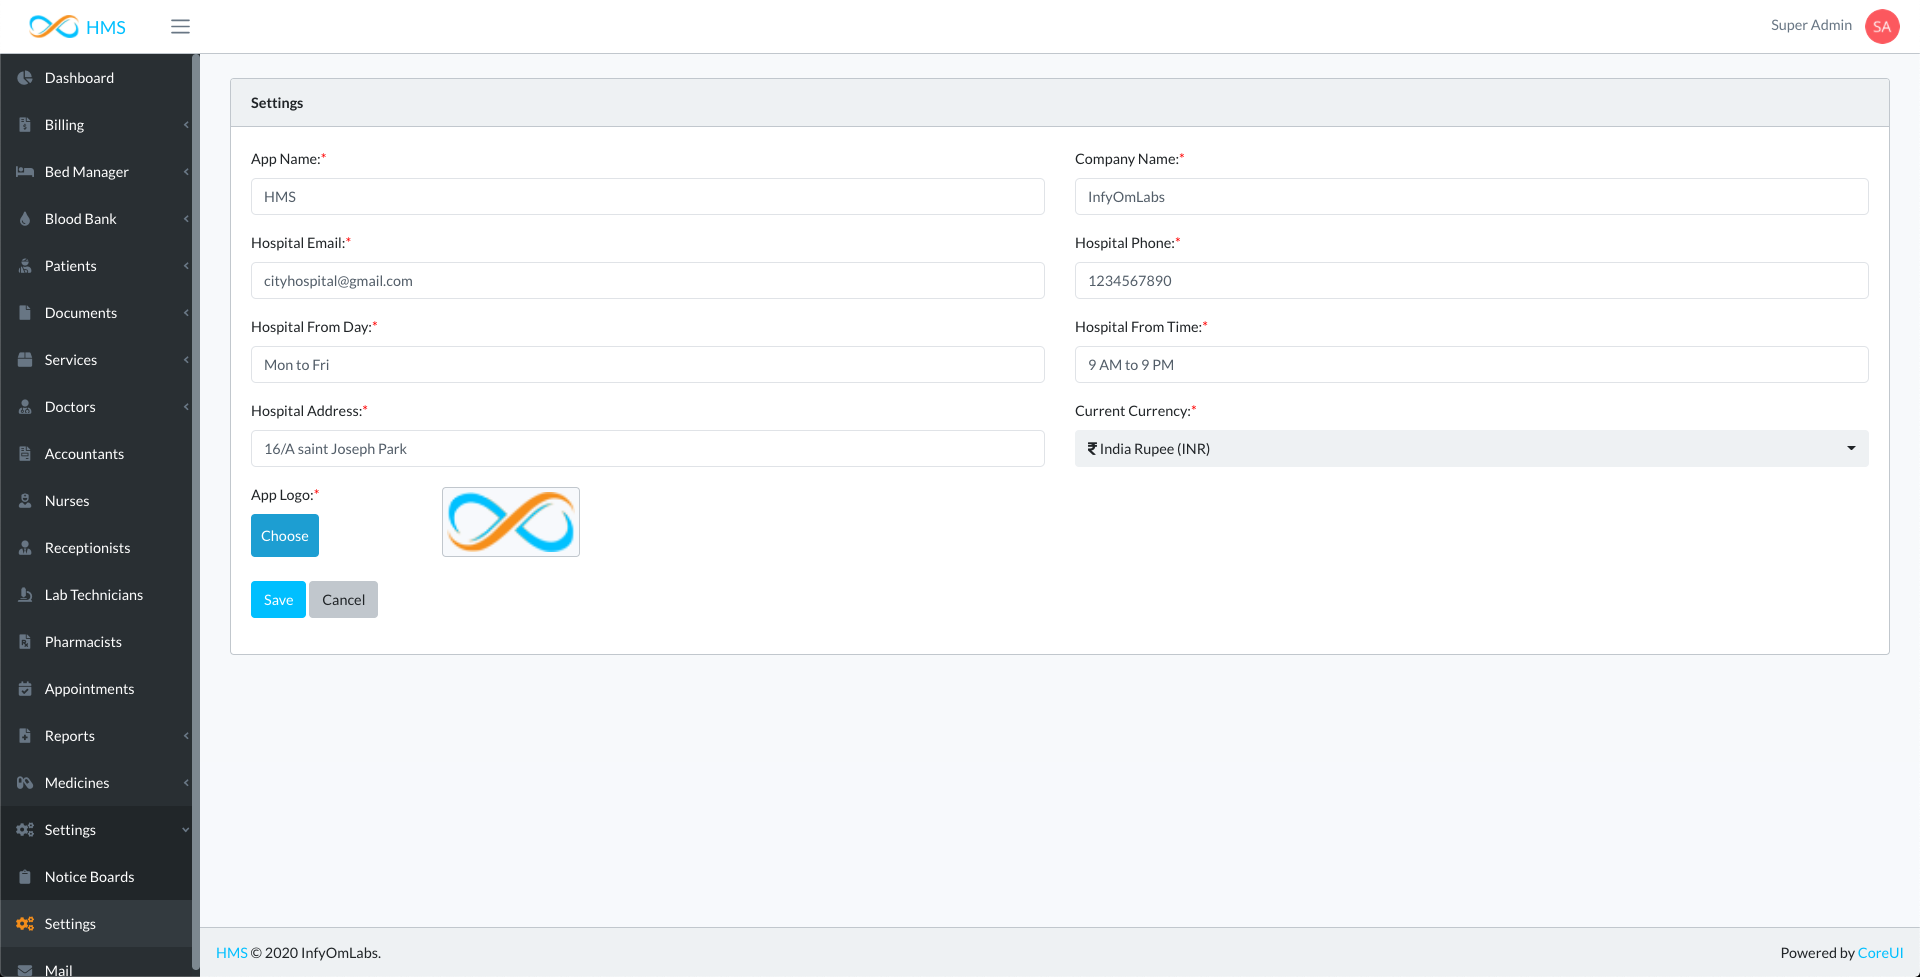 HMS
Super Admin
SA
Dashboard
Billing
Bed Manager
Blood Bank
Patients
Documents
Services
Doctors
Accountants
Nurses
Receptionists
Lab Technicians
Pharmacists
Appointments
Reports
Medicines
Settings
Notice Boards
Settings
Mail
Settings
App Name:*
HMS
Company Name:*
InfyOmLabs
Hospital Email:*
cityhospital@gmail.com
Hospital Phone:*
1234567890
Hospital From Day:*
Mon to Fri
Hospital From Time:*
9 AM to 9 PM
Hospital Address:*
16/A saint Joseph Park
Current Currency:*
₹ India Rupee (INR)
App Logo:*
Choose
Save
Cancel
HMS © 2020 InfyOmLabs.
Powered by CoreUI